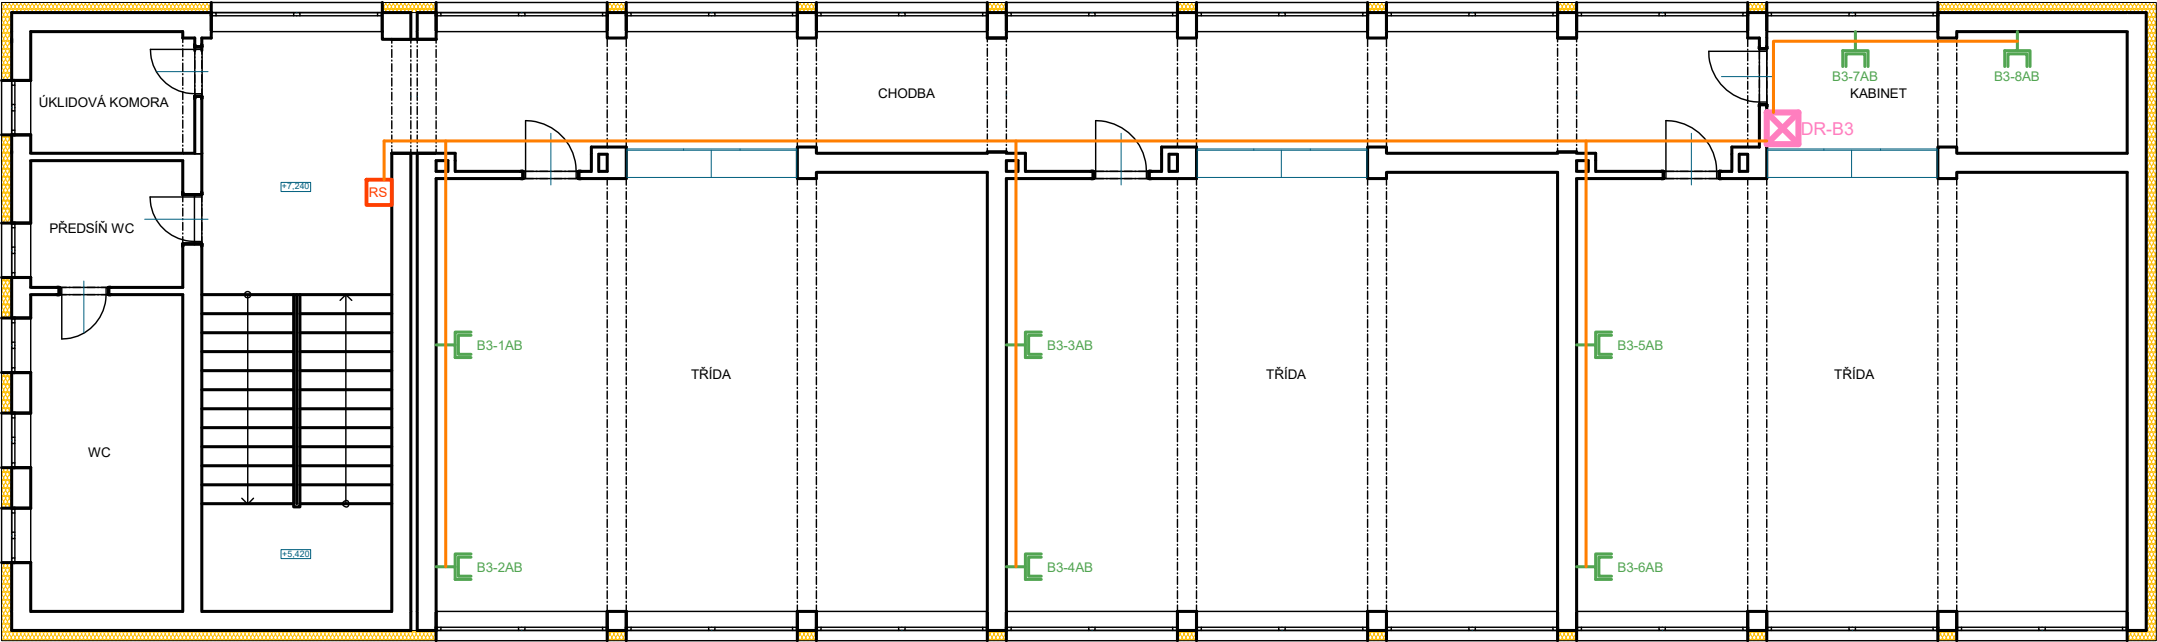 B3-7AB
B3-8AB
KABINET
CHODBA
ÚKLIDOVÁ KOMORA
DR-B3
+7,240
RS
PŘEDSÍŇ WC
B3-1AB
B3-3AB
B3-5AB
TŘÍDA
TŘÍDA
TŘÍDA
WC
+5,420
B3-2AB
B3-4AB
B3-6AB